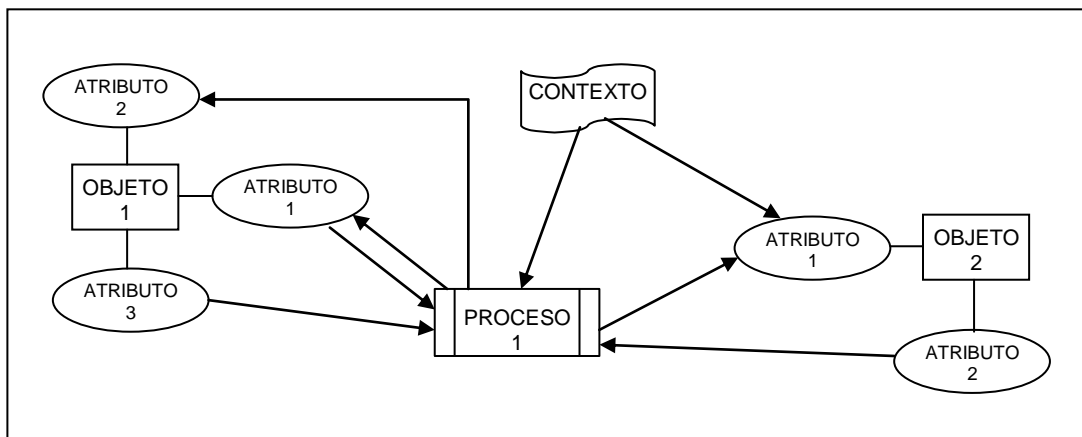 ATRIBUTO
2
CONTEXTO
OBJETO
1
ATRIBUTO
1
ATRIBUTO
1
OBJETO
2
ATRIBUTO
3
PROCESO
1
ATRIBUTO
2